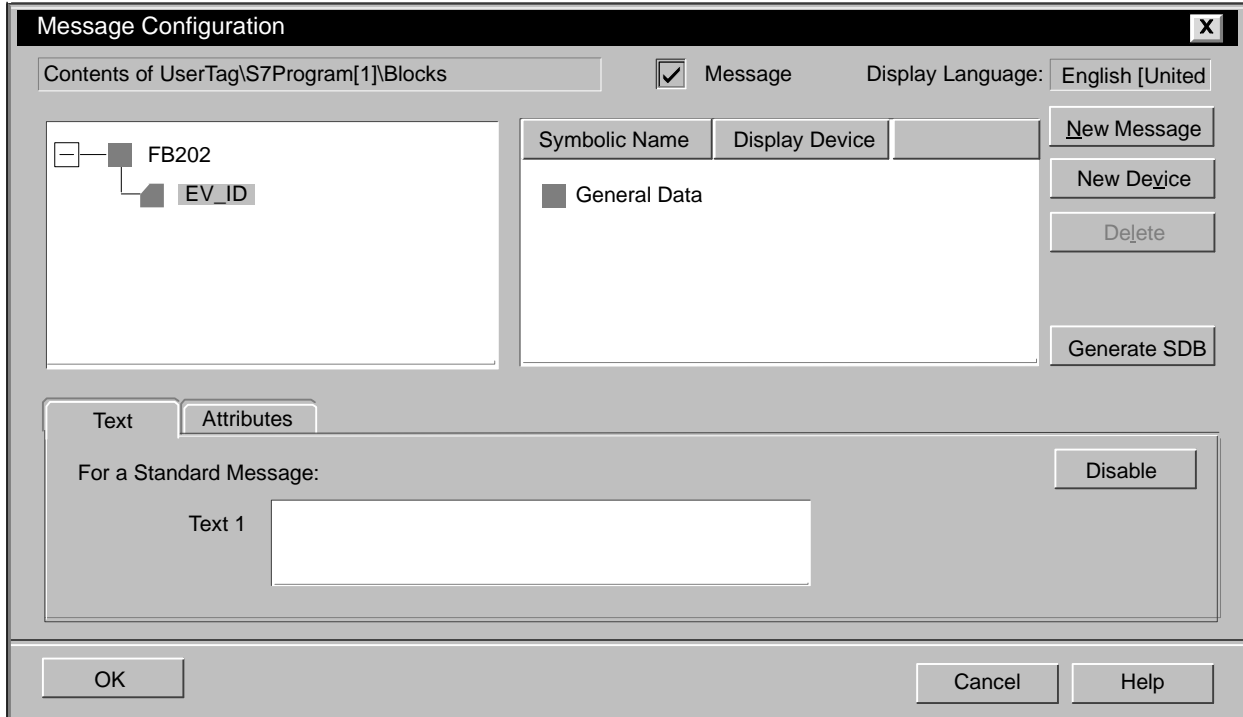 Message Configuration
X
Contents of UserTag\S7Program[1]\Blocks
Message
Display Language:
English [United
FB202
EV_ID
Symbolic Name
Display Device
General Data
New Message
New Device
Delete
Generate SDB
Text
Attributes
For a Standard Message:
Disable
Text 1
OK
Cancel
Help